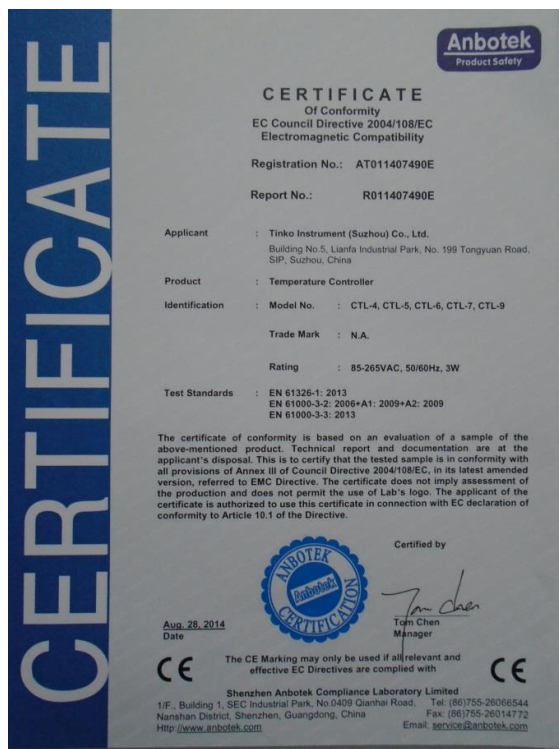 CERTIFICATE
Anbotek
Product Safety
CERTIFICATE
Of Conformity
EC Council Directive 2004/108/EC
Electromagnetic Compatibility
Registration No.: AT011407490E
Report No.: R011407490E
Applicant : Tinko Instrument (Suzhou) Co., Ltd.
Building No.5, Lianfa Industrial Park, No. 199 Tongyuan Road,
SIP, Suzhou, China
Product : Temperature Controller
Identification : Model No. : CTL-4, CTL-5, CTL-6, CTL-7, CTL-9
Trade Mark : N.A.
Rating : 85-265VAC, 50/60Hz, 3W
Test Standards : EN 61326-1: 2013
EN 61000-3-2: 2006+A1: 2009+A2: 2009
EN 61000-3-3: 2013
The certificate of conformity is based on an evaluation of a sample of the
above-mentioned product. Technical report and documentation are at the
applicant's disposal. This is to certify that the tested sample is in conformity with
all provisions of Annex III of Council Directive 2004/108/EC, in its latest amended
version, referred to EMC Directive. The certificate does not imply assessment of
the production and does not permit the use of Lab's logo. The applicant of the
certificate is authorized to use this certificate in connection with EC declaration of
conformity to Article 10.1 of the Directive.
Certified by
ANBOTEK
Anbotek
CERTIFICATION
Tom Chen
Aug. 28, 2014
Date
Tom Chen
Manager
CE
The CE Marking may only be used if all relevant and
effective EC Directives are complied with
CE
Shenzhen Anbotek Compliance Laboratory Limited
1/F., Building 1, SEC Industrial Park, No.0409 Qianhai Road, Tel: (86)755-26066544
Nanshan District, Shenzhen, Guangdong, China Fax: (86)755-26014772
Http://www.anbotek.com Email: service@anbotek.com